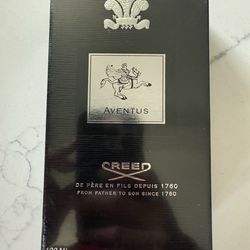 AVENTUS
CREED
DE PÈRE EN FILS DEPUIS 1760
FROM FATHER TO SON SINCE 1760